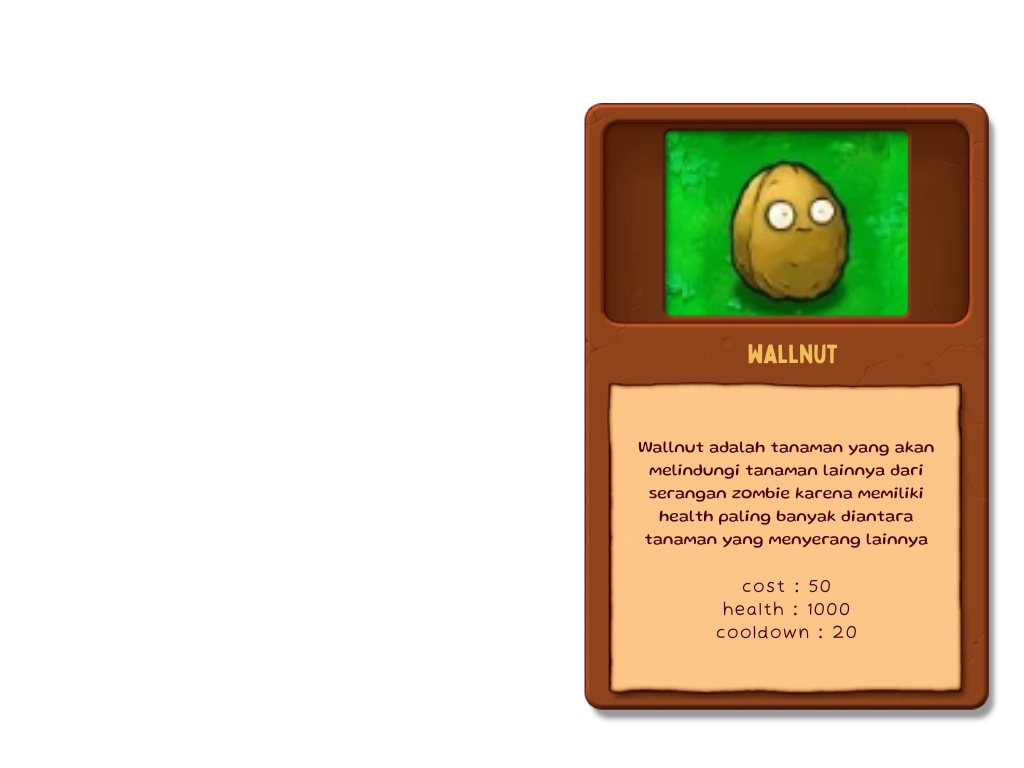 WALLNUT
Wallnut adalah tanaman yang akan
melindungi tanaman lainnya dari
serangan zombie karena memiliki
health paling banyak diantara
tanaman yang menyerang lainnya
cost : 50
health : 1000
cooldown : 20